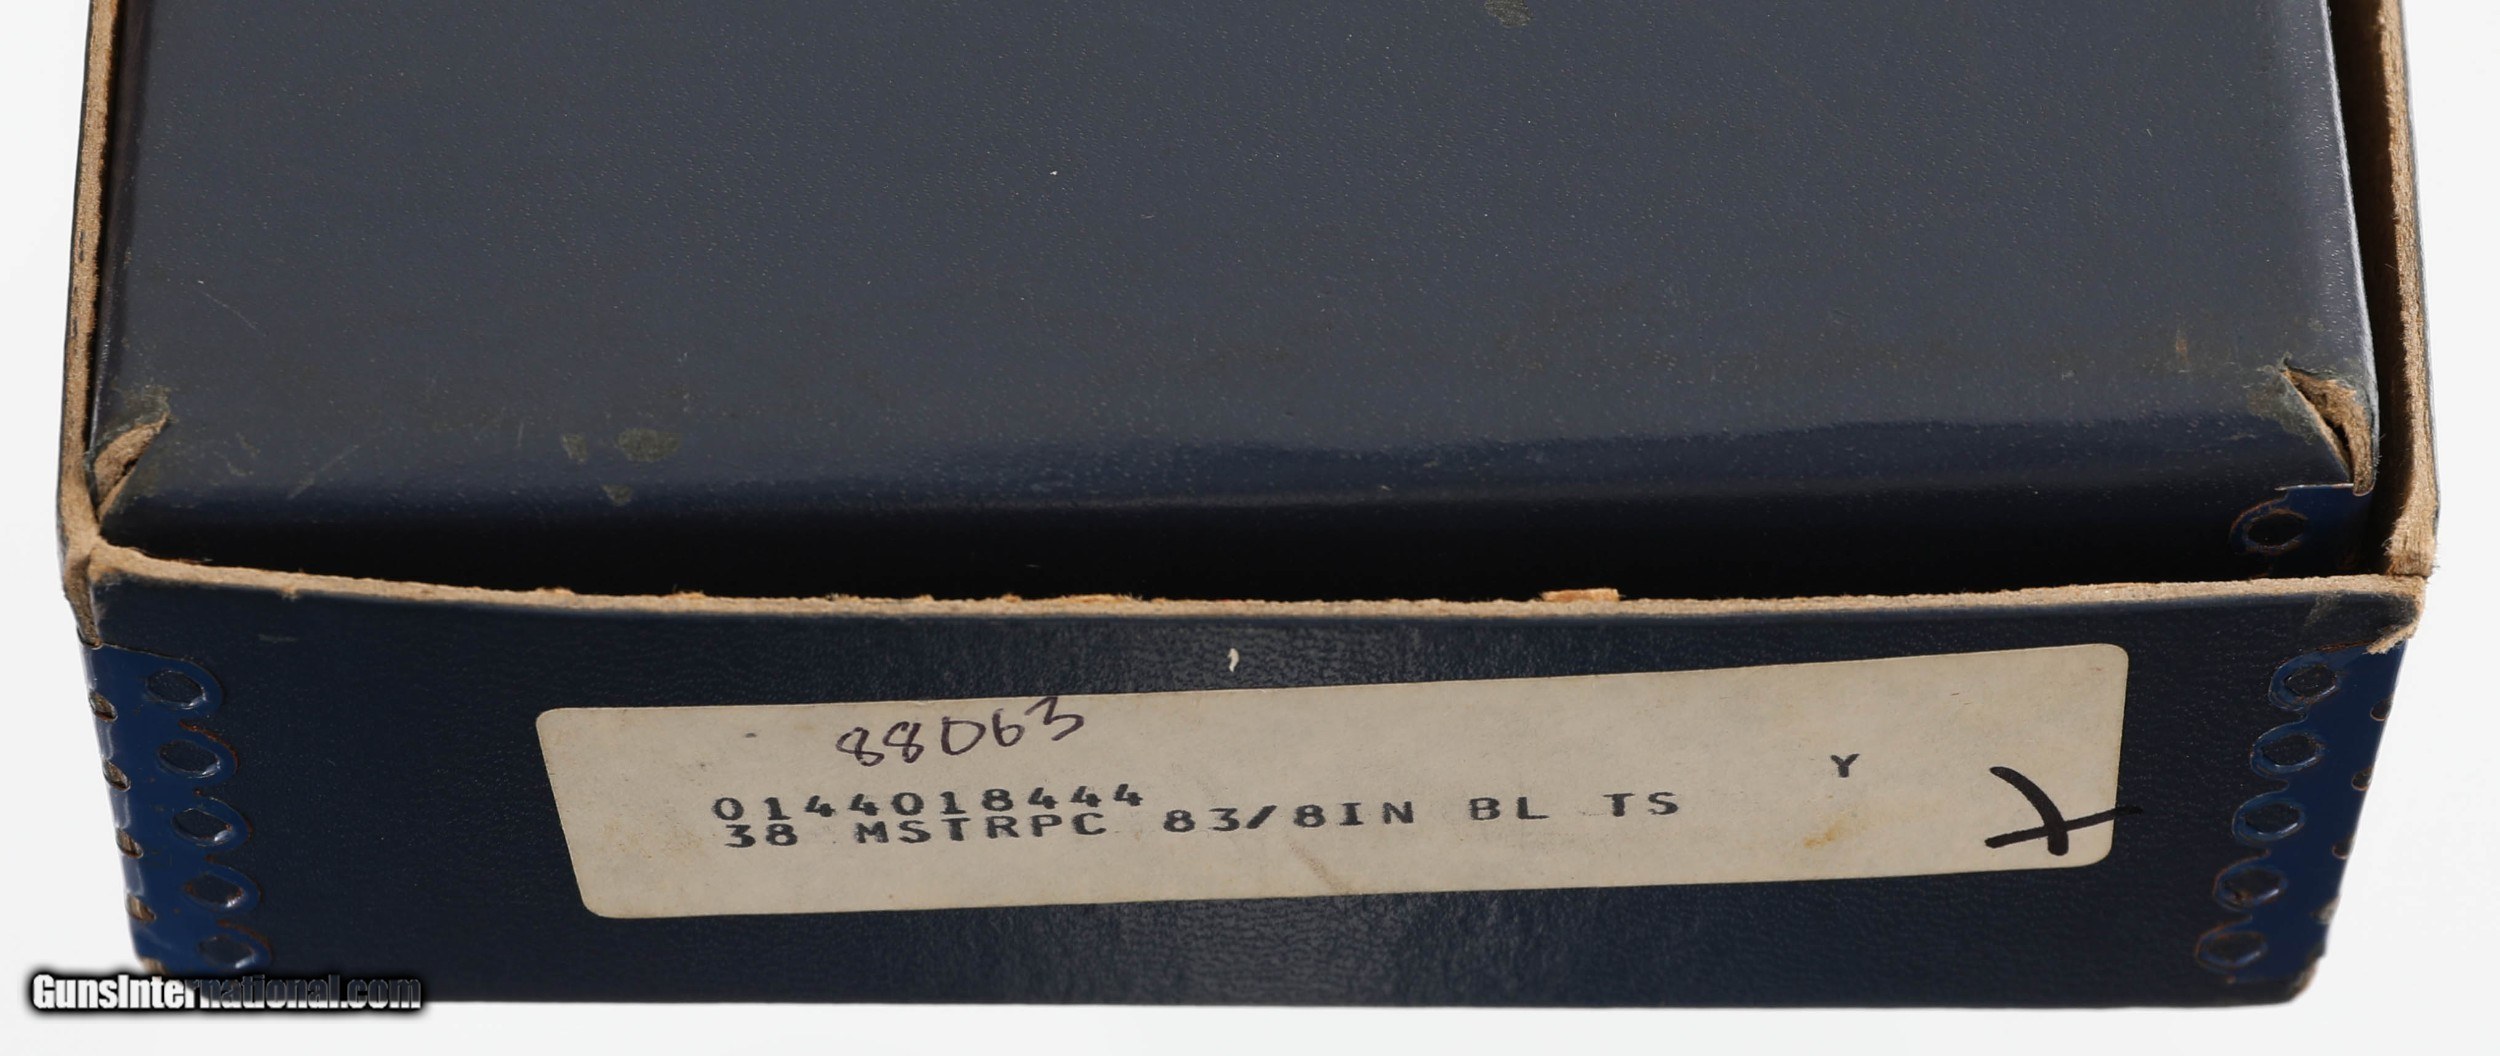 88063
0144018444
38 MSTRPC 83/8IN BL TS
Y
GunsInternational.com